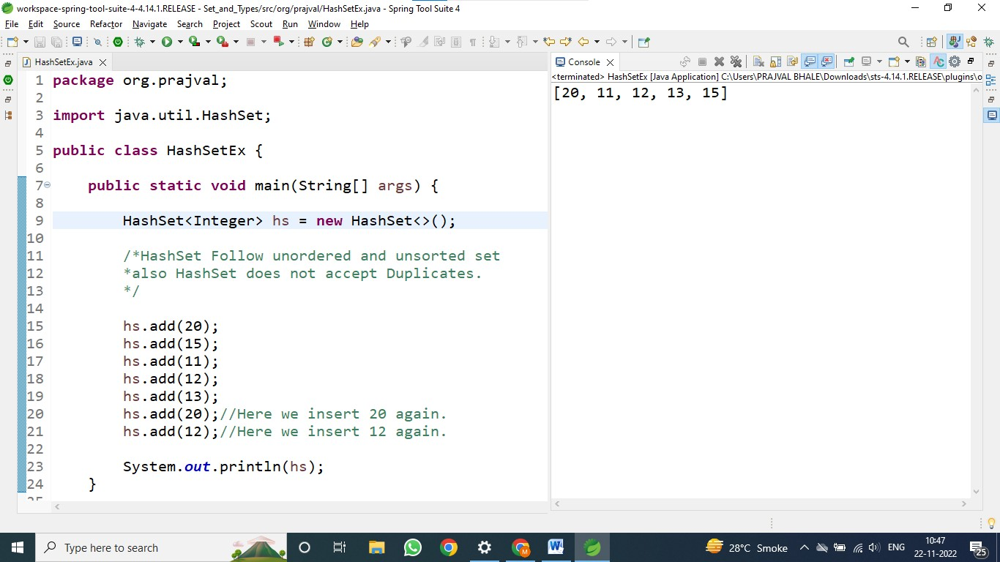 workspace-spring-tool-suite-4-4.14.1.RELEASE - Set_and_Types/src/org/prajval/HashSetEx.java - Spring Tool Suite 4
File Edit Source Refactor Navigate Search Project Scout Run Window Help
HashSetEx.java
1 package org.prajval;
2
3 import java.util.HashSet;
4
5 public class HashSetEx {
6
7 public static void main(String[] args) {
8
9 HashSet<Integer> hs = new HashSet<>();
10
11 /*HashSet Follow unordered and unsorted set
12 *also HashSet does not accept Duplicates.
13 */
14
15 hs.add(20);
16 hs.add(15);
17 hs.add(11);
18 hs.add(12);
19 hs.add(13);
20 hs.add(20);//Here we insert 20 again.
21 hs.add(12);//Here we insert 12 again.
22
23 System.out.println(hs);
24 }
Console
<terminated> HashSetEx [Java Application] C:\Users\PRAJVAL BHALE\Downloads\sts-4.14.1.RELEASE\plugins\o
[20, 11, 12, 13, 15]
Type here to search
28°C Smoke
ENG
10:47
22-11-2022
25